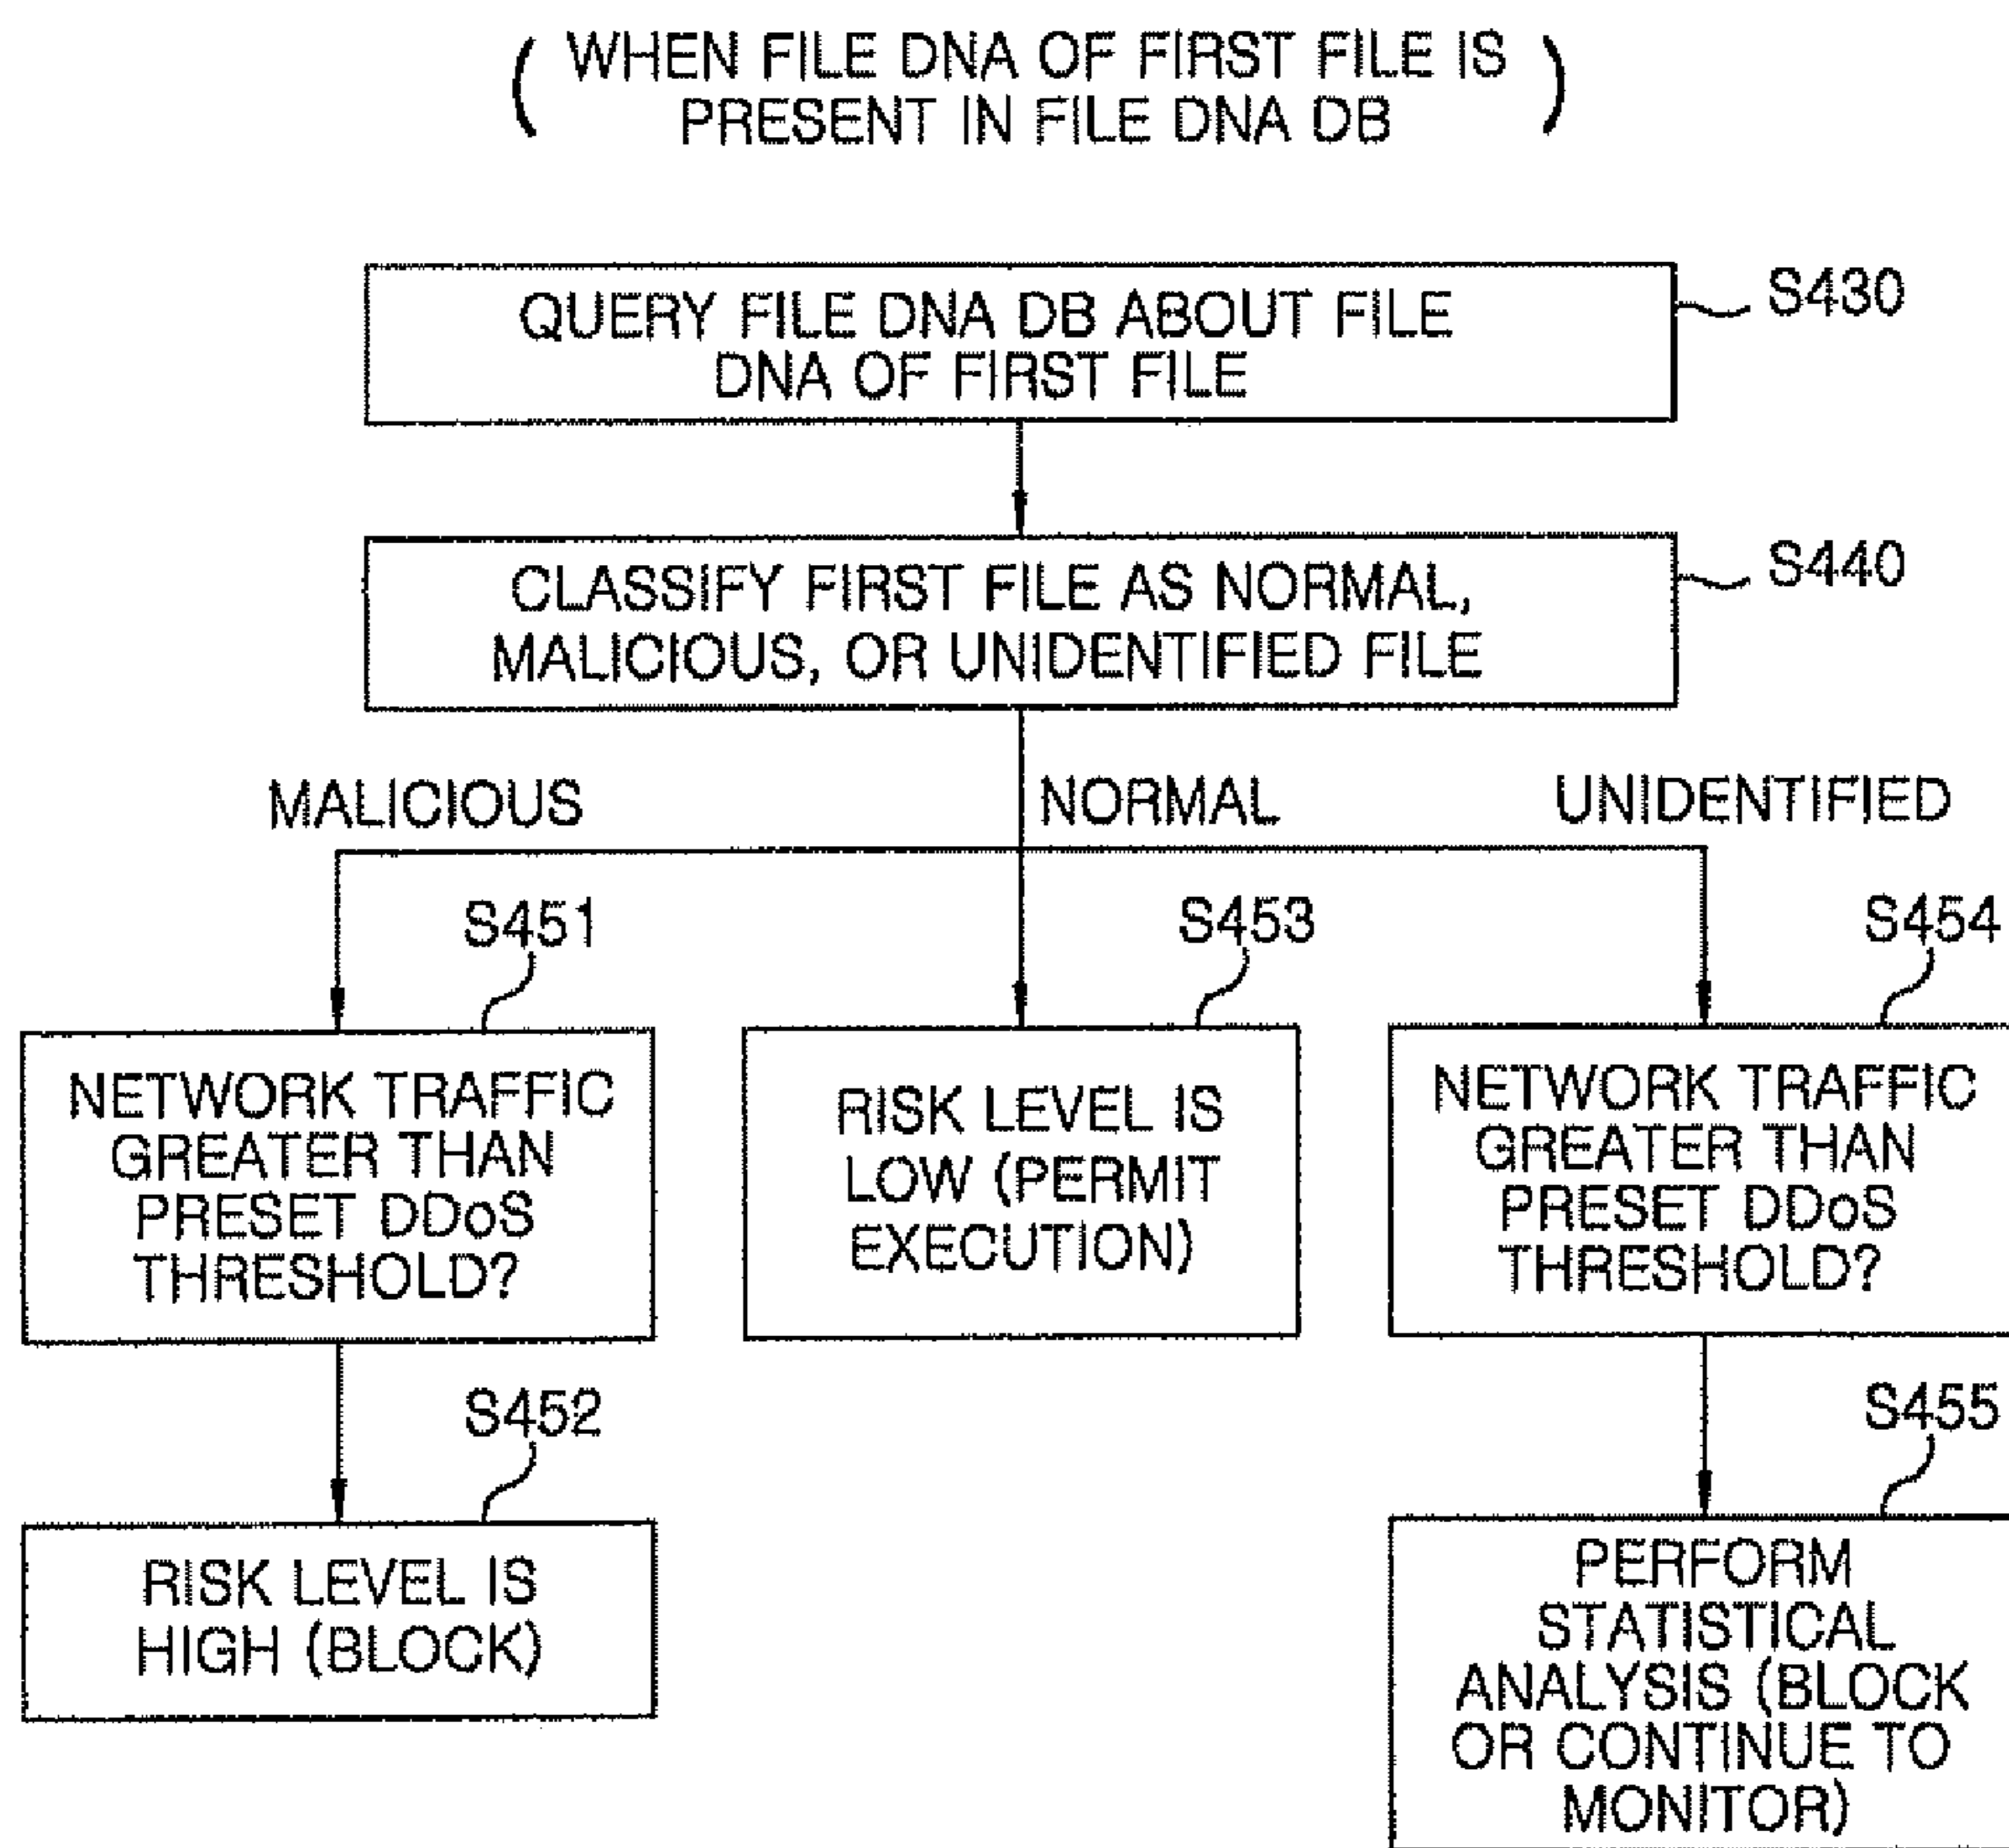 ( WHEN FILE DNA OF FIRST FILE IS
PRESENT IN FILE DNA DB )
QUERY FILE DNA DB ABOUT FILE
DNA OF FIRST FILE
S430
CLASSIFY FIRST FILE AS NORMAL,
MALICIOUS, OR UNIDENTIFIED FILE
S440
MALICIOUS
NORMAL
UNIDENTIFIED
S451
NETWORK TRAFFIC
GREATER THAN
PRESET DDoS
THRESHOLD?
S453
RISK LEVEL IS
LOW (PERMIT
EXECUTION)
S454
NETWORK TRAFFIC
GREATER THAN
PRESET DDoS
THRESHOLD?
S452
RISK LEVEL IS
HIGH (BLOCK)
S455
PERFORM
STATISTICAL
ANALYSIS (BLOCK
OR CONTINUE TO
MONITOR)